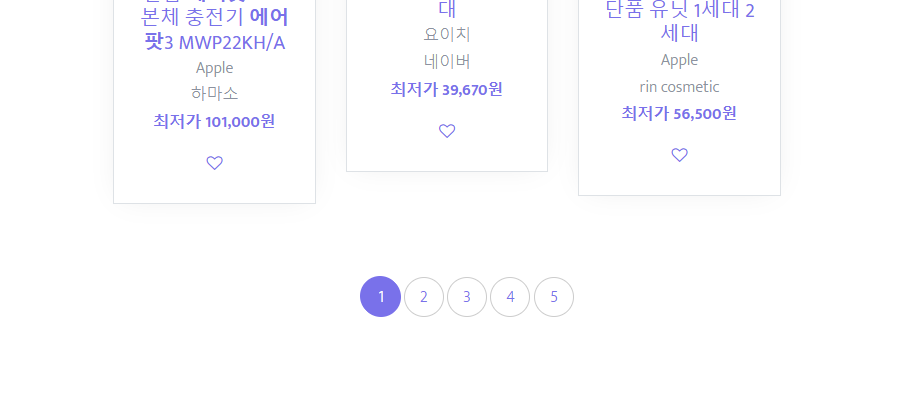 본체 충전기 에어
팟3 MWP22KH/A
Apple
하마소
최저가 101,000원
대
요이치
네이버
최저가 39,670원
단품 유닛 1세대 2
세대
Apple
rin cosmetic
최저가 56,500원
1 2 3 4 5